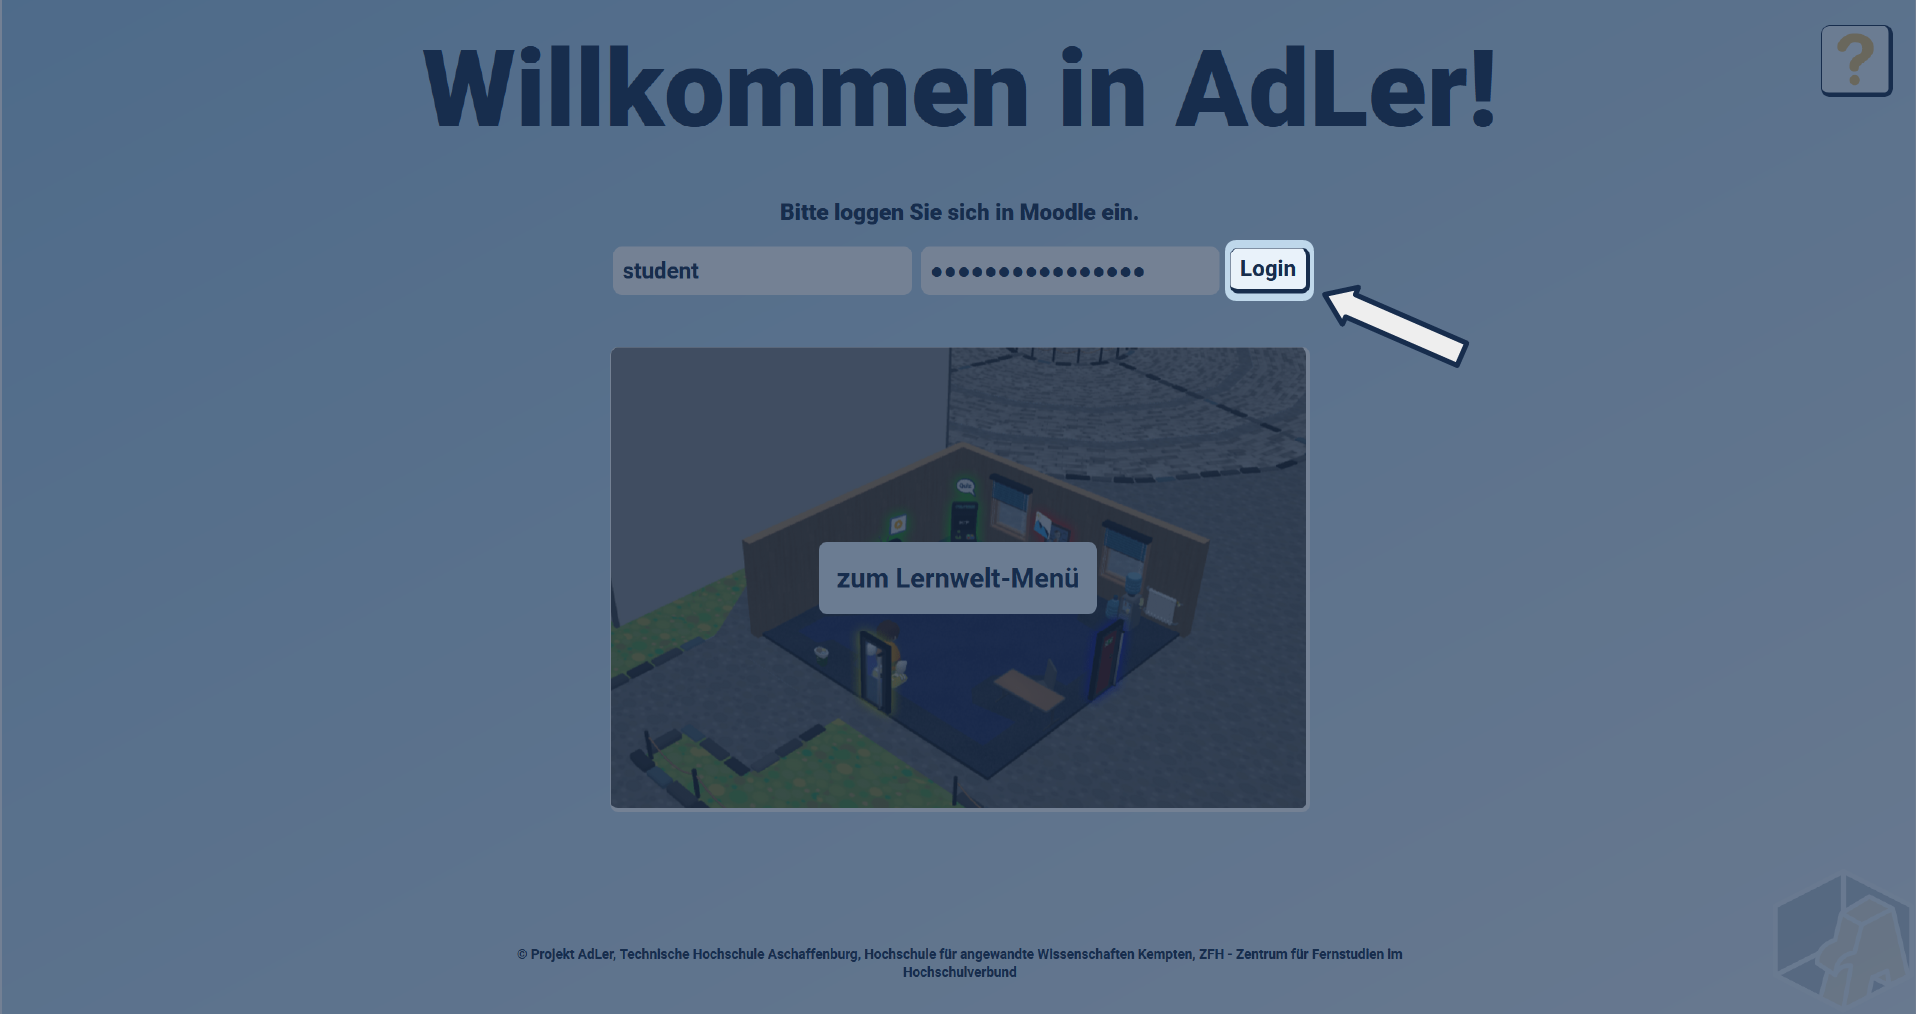 Willkommen in AdLer!
?
Bitte loggen Sie sich in Moodle ein.
student
••••••••••••••••
Login
zum Lernwelt-Menü
© Projekt AdLer, Technische Hochschule Aschaffenburg, Hochschule für angewandte Wissenschaften Kempten, ZFH - Zentrum für Fernstudien im
Hochschulverbund